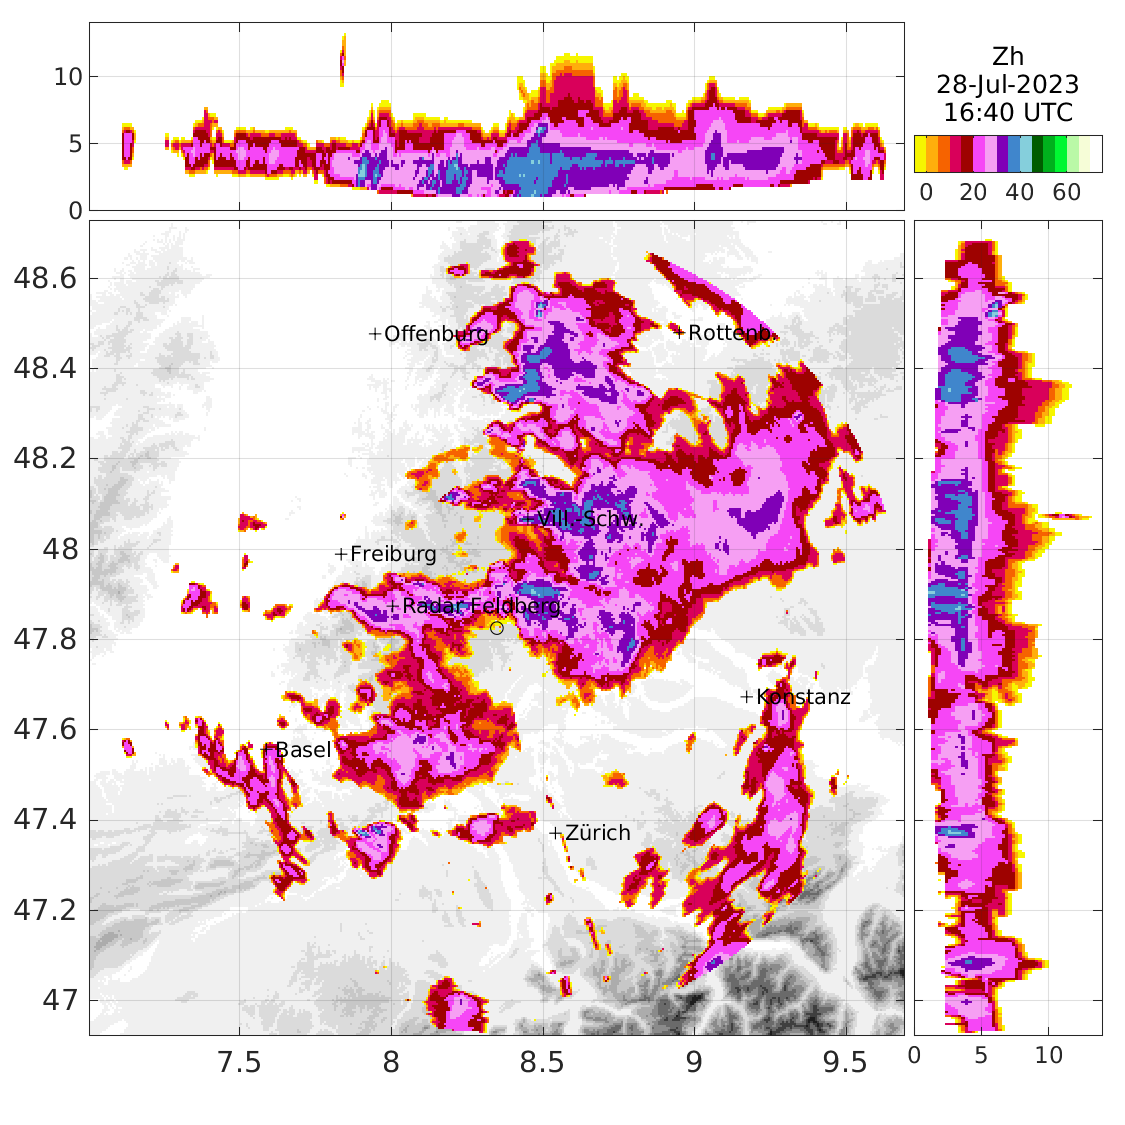 Zh
28-Jul-2023
16:40 UTC
0 20 40 60
10
5
0
48.6
48.4
48.2
48
47.8
47.6
47.4
47.2
47
+Offenburg
+Rottenb.
+Vill.-Schw.
+Freiburg
+Radar Feldberg
+Konstanz
+Basel
+Zürich
7.5 8 8.5 9 9.5
0 5 10